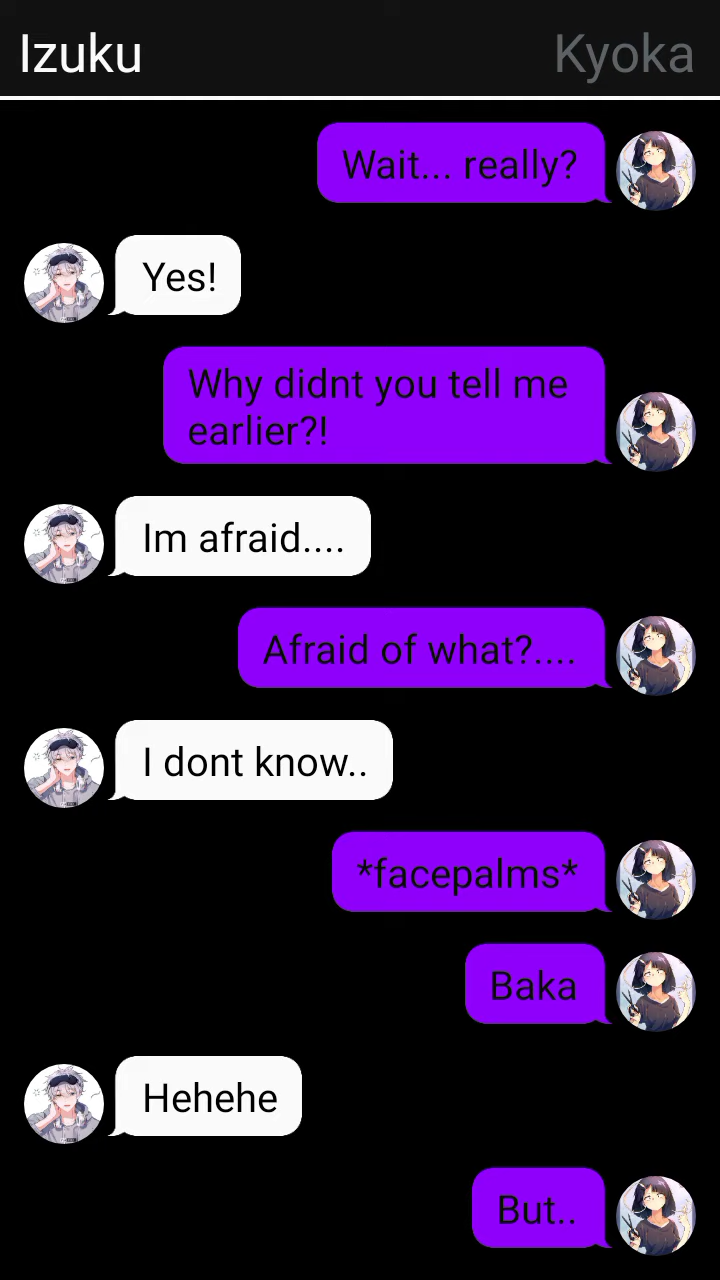 Izuku
Kyoka
Wait... really?
Yes!
Why didnt you tell me
earlier?!
Im afraid....
Afraid of what?....
I dont know..
*facepalms*
Baka
Hehehe
But..